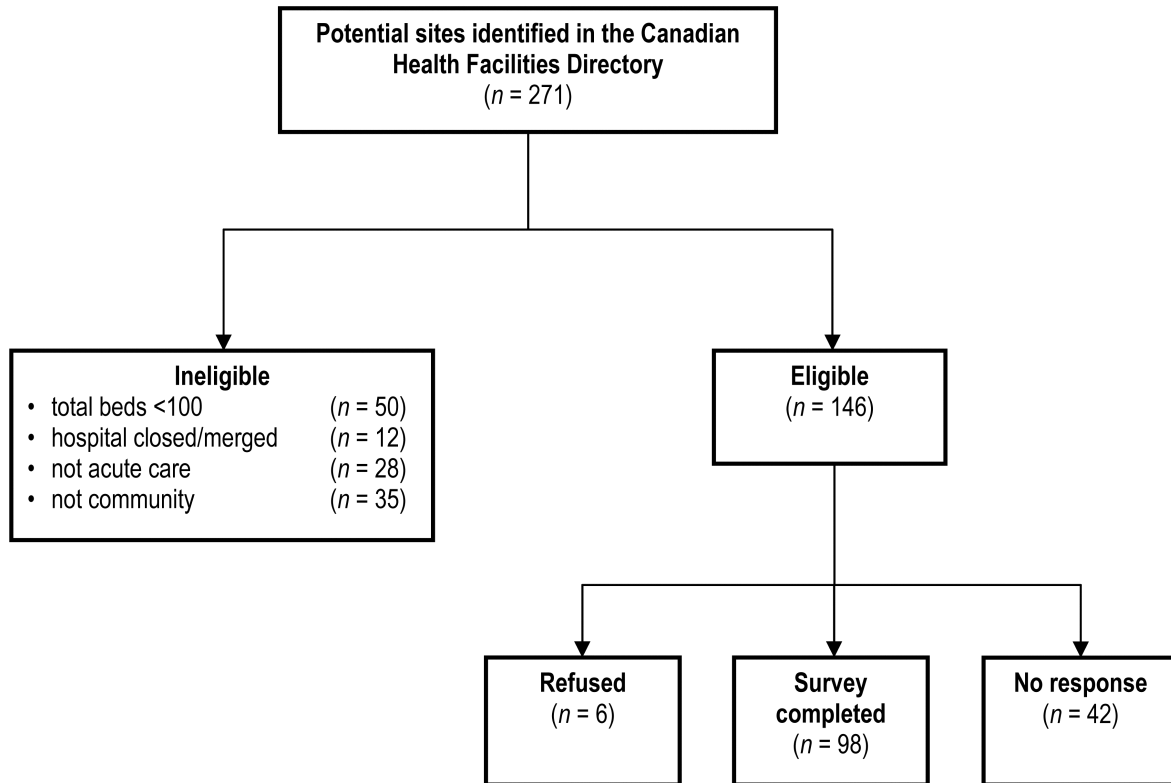 Potential sites identified in the Canadian
Health Facilities Directory
(n = 271)
Ineligible
• total beds <100 (n = 50)
• hospital closed/merged (n = 12)
• not acute care (n = 28)
• not community (n = 35)
Eligible
(n = 146)
Refused
(n = 6)
Survey
completed
(n = 98)
No response
(n = 42)